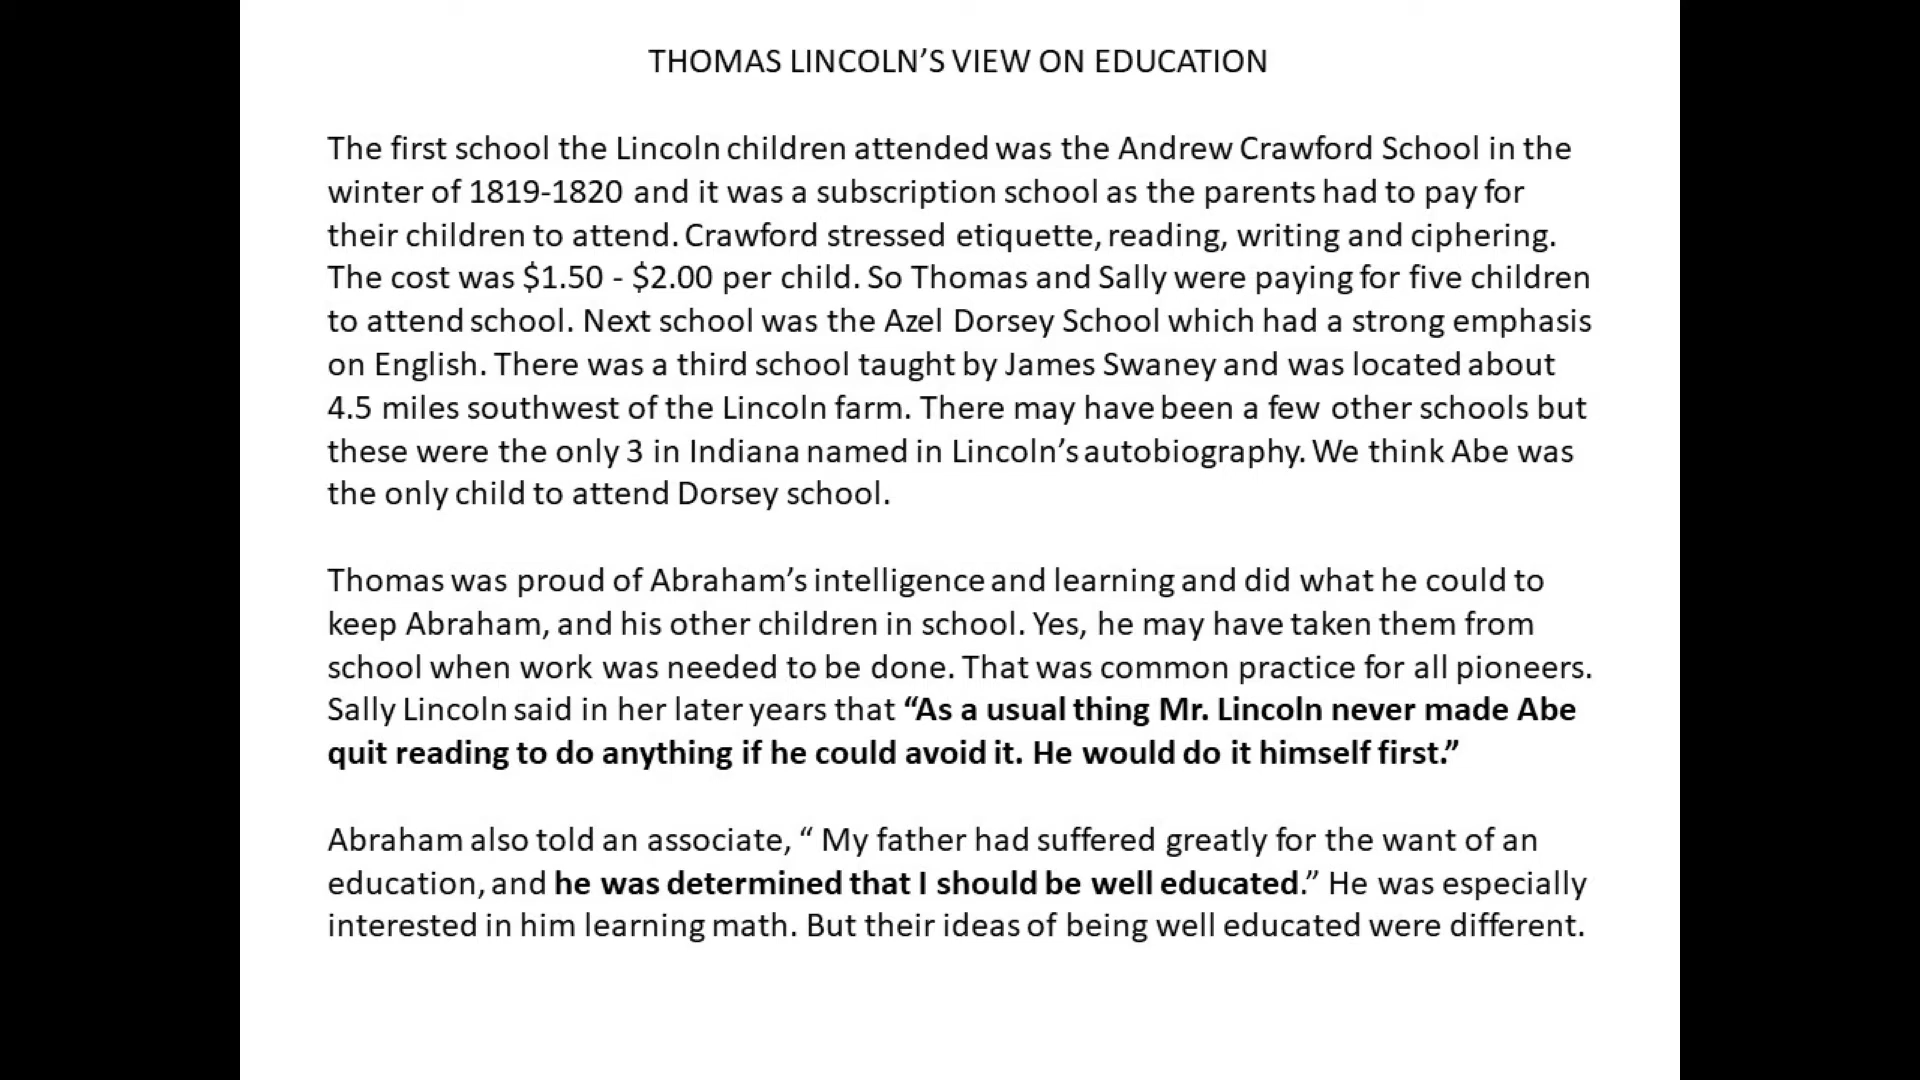 THOMAS LINCOLN’S VIEW ON EDUCATION
The first school the Lincoln children attended was the Andrew Crawford School in the
winter of 1819-1820 and it was a subscription school as the parents had to pay for
their children to attend. Crawford stressed etiquette, reading, writing and ciphering.
The cost was $1.50 - $2.00 per child. So Thomas and Sally were paying for five children
to attend school. Next school was the Azel Dorsey School which had a strong emphasis
on English. There was a third school taught by James Swaney and was located about
4.5 miles southwest of the Lincoln farm. There may have been a few other schools but
these were the only 3 in Indiana named in Lincoln’s autobiography. We think Abe was
the only child to attend Dorsey school.
Thomas was proud of Abraham’s intelligence and learning and did what he could to
keep Abraham, and his other children in school. Yes, he may have taken them from
school when work was needed to be done. That was common practice for all pioneers.
Sally Lincoln said in her later years that “As a usual thing Mr. Lincoln never made Abe
quit reading to do anything if he could avoid it. He would do it himself first.”
Abraham also told an associate, “ My father had suffered greatly for the want of an
education, and he was determined that I should be well educated.” He was especially
interested in him learning math. But their ideas of being well educated were different.